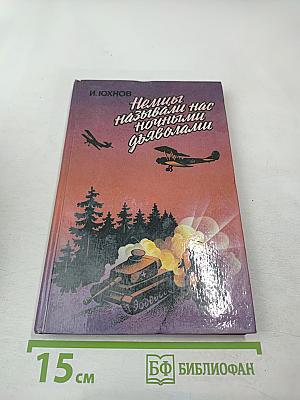 И. ЮХНОВ
Немцы
называли нас
ночными
дьяволами
15 см
БФ БИБЛИОФАН